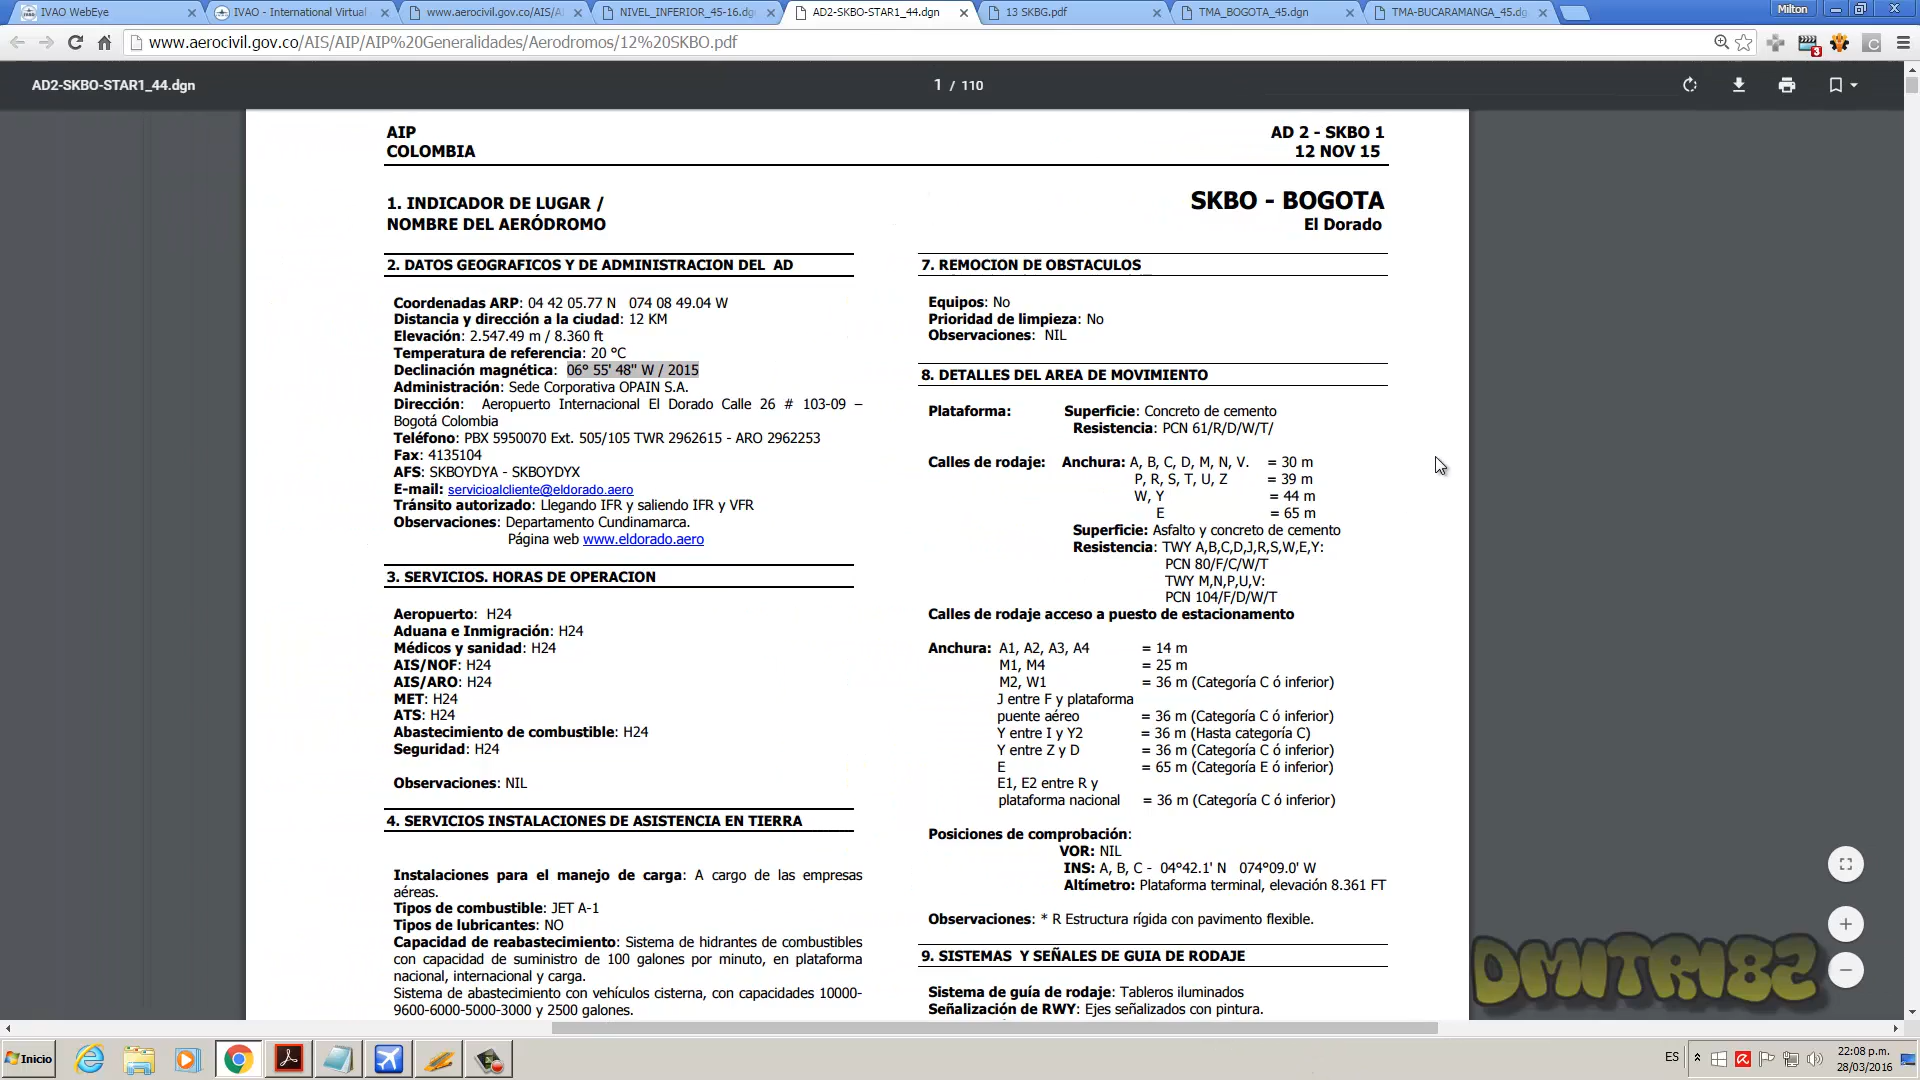 IVAO WebEye
IVAO - International Virtual
www.aerocivil.gov.co/AIS/A
NIVEL_INFERIOR_45-16.dg
AD2-SKBO-STAR1_44.dgn
13 SKBG.pdf
TMA_BOGOTA_45.dgn
TMA-BUCARAMANGA_45.dg
Milton
www.aerocivil.gov.co/AIS/AIP/AIP%20Generalidades/Aerodromos/12%20SKBO.pdf
3
AD2-SKBO-STAR1_44.dgn
1 / 110
AIP
COLOMBIA
AD 2 - SKBO 1
12 NOV 15
1. INDICADOR DE LUGAR /
NOMBRE DEL AERÓDROMO
SKBO - BOGOTA
El Dorado
2. DATOS GEOGRAFICOS Y DE ADMINISTRACION DEL AD
Coordenadas ARP: 04 42 05.77 N 074 08 49.04 W
Distancia y dirección a la ciudad: 12 KM
Elevación: 2.547.49 m / 8.360 ft
Temperatura de referencia: 20 ºC
Declinación magnética: 06° 55' 48" W / 2015
Administración: Sede Corporativa OPAIN S.A.
Dirección: Aeropuerto Internacional El Dorado Calle 26 # 103-09 –
Bogotá Colombia
Teléfono: PBX 5950070 Ext. 505/105 TWR 2962615 - ARO 2962253
Fax: 4135104
AFS: SKBOYDYA - SKBOYDYX
E-mail: servicioalcliente@eldorado.aero
Tránsito autorizado: Llegando IFR y saliendo IFR y VFR
Observaciones: Departamento Cundinamarca.
Página web www.eldorado.aero
3. SERVICIOS. HORAS DE OPERACION
Aeropuerto: H24
Aduana e Inmigración: H24
Médicos y sanidad: H24
AIS/NOF: H24
AIS/ARO: H24
MET: H24
ATS: H24
Abastecimiento de combustible: H24
Seguridad: H24
Observaciones: NIL
4. SERVICIOS INSTALACIONES DE ASISTENCIA EN TIERRA
Instalaciones para el manejo de carga: A cargo de las empresas
aéreas.
Tipos de combustible: JET A-1
Tipos de lubricantes: NO
Capacidad de reabastecimiento: Sistema de hidrantes de combustibles
con capacidad de suministro de 100 galones por minuto, en plataforma
nacional, internacional y carga.
Sistema de abastecimiento con vehículos cisterna, con capacidades 10000-
9600-6000-5000-3000 y 2500 galones.
7. REMOCION DE OBSTACULOS
Equipos: No
Prioridad de limpieza: No
Observaciones: NIL
8. DETALLES DEL AREA DE MOVIMIENTO
Plataforma: Superficie: Concreto de cemento
Resistencia: PCN 61/R/D/W/T/
Calles de rodaje: Anchura: A, B, C, D, M, N, V. = 30 m
P, R, S, T, U, Z = 39 m
W, Y = 44 m
E = 65 m
Superficie: Asfalto y concreto de cemento
Resistencia: TWY A,B,C,D,J,R,S,W,E,Y:
PCN 80/F/C/W/T
TWY M,N,P,U,V:
PCN 104/F/D/W/T
Calles de rodaje acceso a puesto de estacionamento
Anchura: A1, A2, A3, A4 = 14 m
M1, M4 = 25 m
M2, W1 = 36 m (Categoría C ó inferior)
J entre F y plataforma
puente aéreo = 36 m (Categoría C ó inferior)
Y entre I y Y2 = 36 m (Hasta categoría C)
Y entre Z y D = 36 m (Categoría C ó inferior)
E = 65 m (Categoría E ó inferior)
E1, E2 entre R y
plataforma nacional = 36 m (Categoría C ó inferior)
Posiciones de comprobación:
VOR: NIL
INS: A, B, C - 04°42.1' N 074°09.0' W
Altímetro: Plataforma terminal, elevación 8.361 FT
Observaciones: * R Estructura rígida con pavimento flexible.
9. SISTEMAS Y SEÑALES DE GUIA DE RODAJE
Sistema de guía de rodaje: Tableros iluminados
Señalización de RWY: Ejes señalizados con pintura.
DMITRI82
Inicio
ES
22:08 p.m.
28/03/2016